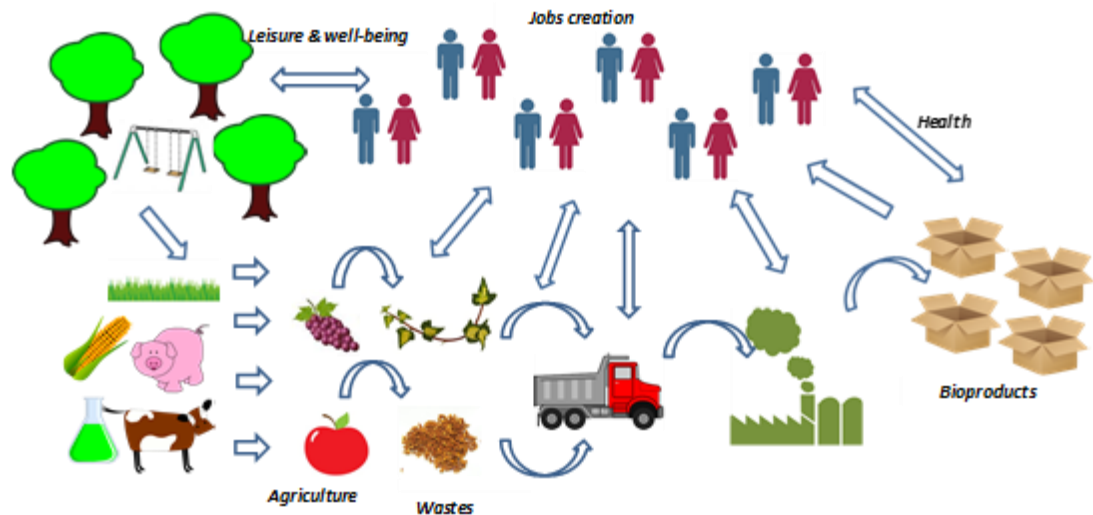 Jobs creation
Leisure & well-being
Health
Bioproducts
Agriculture
Wastes